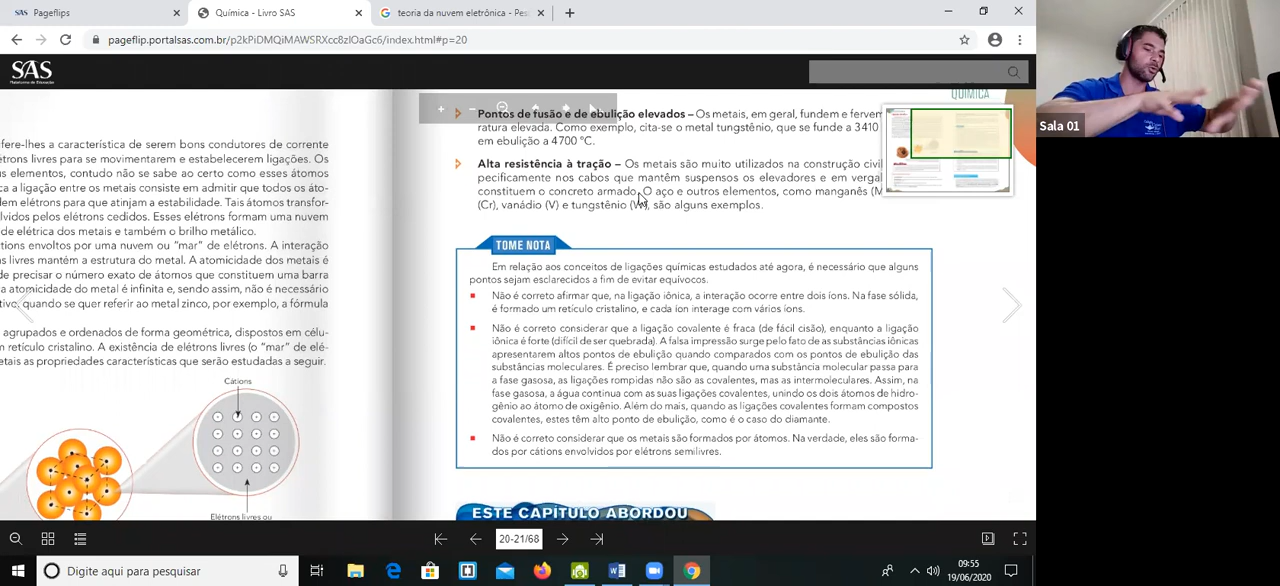 Pageflips
Química - Livro SAS
teoria da nuvem eletrônica - Pes
pageflip.portalsas.com.br/p2kPiDMQiMAWSRXcc8zlOaGc6/index.html#p=20
SAS
Plataforma de Educação
QUÍMICA
fere-lhes a característica de serem bons condutores de corrente
étrons livres para se movimentarem e estabelecerem ligações. Os
us elementos, contudo não se sabe ao certo como esses átomos
ca a ligação entre os metais consiste em admitir que todos os áto-
dem elétrons para que atinjam a estabilidade. Tais átomos transfor-
lvidos pelos elétrons cedidos. Esses elétrons formam uma nuvem
de elétrica dos metais e também o brilho metálico.
tions envoltos por uma nuvem ou "mar" de elétrons. A interação
s livres mantém a estrutura do metal. A atomicidade dos metais é
de precisar o número exato de átomos que constituem uma barra
a atomicidade do metal é infinita e, sendo assim, não é necessário
tivo, quando se quer referir ao metal zinco, por exemplo, a fórmula
agrupados e ordenados de forma geométrica, dispostos em célu-
m retículo cristalino. A existência de elétrons livres (o "mar" de elé-
etais as propriedades características que serão estudadas a seguir.
Cátions
Elétrons livres ou
Pontos de fusão e de ebulição elevados – Os metais, em geral, fundem e fervem
ratura elevada. Como exemplo, cita-se o metal tungstênio, que se funde a 3410
em ebulição a 4700 °C.
Alta resistência à tração – Os metais são muito utilizados na construção civil
pecificamente nos cabos que mantêm suspensos os elevadores e em verga
constituem o concreto armado. O aço e outros elementos, como manganês (M
(Cr), vanádio (V) e tungstênio (W), são alguns exemplos.
TOME NOTA
Em relação aos conceitos de ligações químicas estudados até agora, é necessário que alguns
pontos sejam esclarecidos a fim de evitar equívocos.
Não é correto afirmar que, na ligação iônica, a interação ocorre entre dois íons. Na fase sólida,
é formado um retículo cristalino, e cada íon interage com vários íons.
Não é correto considerar que a ligação covalente é fraca (de fácil cisão), enquanto a ligação
iônica é forte (difícil de ser quebrada). A falsa impressão surge pelo fato de as substâncias iônicas
apresentarem altos pontos de ebulição quando comparados com os pontos de ebulição das
substâncias moleculares. É preciso lembrar que, quando uma substância molecular passa para
a fase gasosa, as ligações rompidas não são as covalentes, mas as intermoleculares. Assim, na
fase gasosa, a água continua com as suas ligações covalentes, unindo os dois átomos de hidro-
gênio ao átomo de oxigênio. Além do mais, quando as ligações covalentes formam compostos
covalentes, estes têm alto ponto de ebulição, como é o caso do diamante.
Não é correto considerar que os metais são formados por átomos. Na verdade, eles são forma-
dos por cátions envolvidos por elétrons semilivres.
ESTE CAPÍTULO ABORDOU
20-21/68
Digite aqui para pesquisar
09:55
19/06/2020
Sala 01